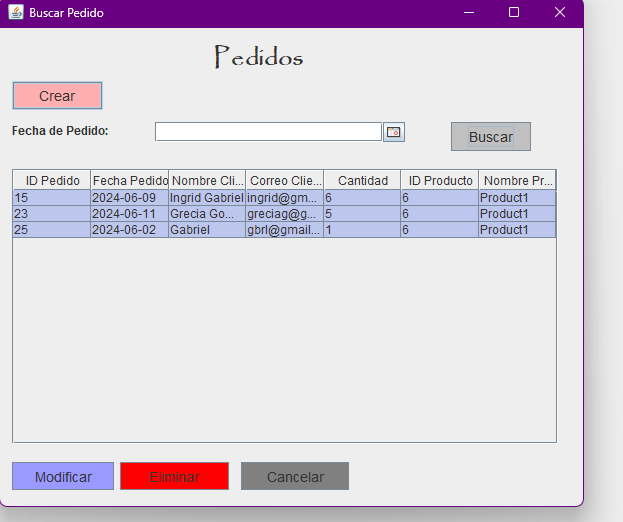 Buscar Pedido
Pedidos
Crear
Fecha de Pedido:
Buscar
ID Pedido Fecha Pedido Nombre Cli... Correo Clie... Cantidad ID Producto Nombre Pr...
15 2024-06-09 Ingrid Gabriel ingrid@gm... 6 6 Product1
23 2024-06-11 Grecia Go... greciag@g... 5 6 Product1
25 2024-06-02 Gabriel gbrl@gmail... 1 6 Product1
Modificar Eliminar Cancelar